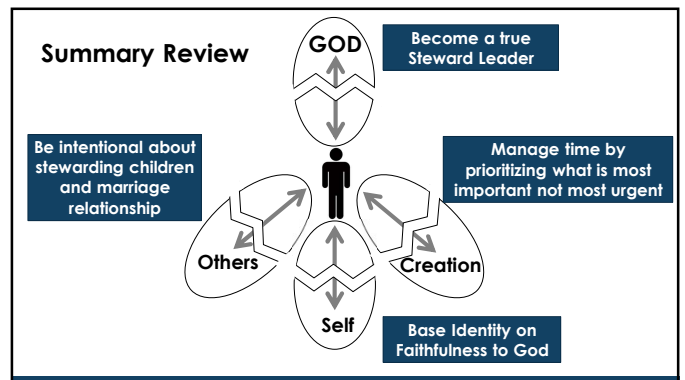 Summary Review
GOD
Become a true
Steward Leader
Be intentional about
stewarding children
and marriage
relationship
Manage time by
prioritizing what is most
important not most urgent
Others
Creation
Self
Base Identity on
Faithfulness to God